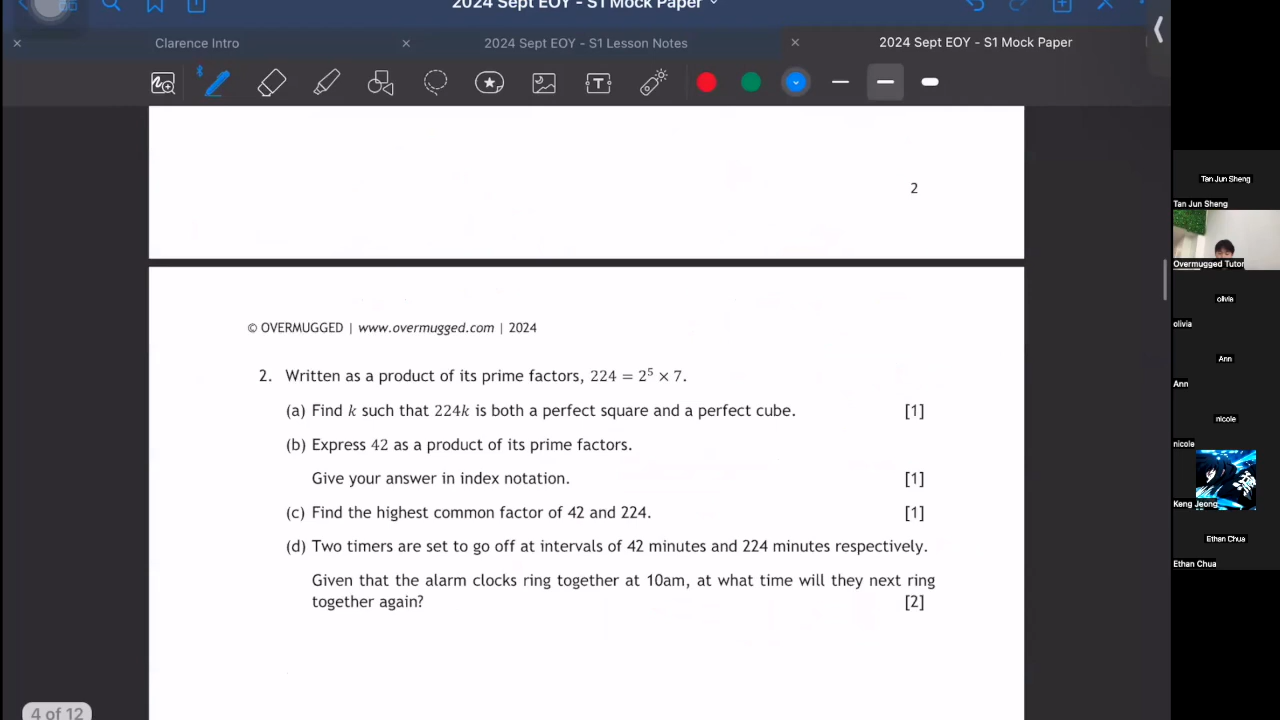 2024 Sept EOY - S1 Mock Paper
Clarence Intro
2024 Sept EOY - S1 Lesson Notes
2024 Sept EOY - S1 Mock Paper
2
© OVERMUGGED | www.overmugged.com | 2024
2. Written as a product of its prime factors, 224 = 2⁵ × 7.
(a) Find k such that 224k is both a perfect square and a perfect cube. [1]
(b) Express 42 as a product of its prime factors.
Give your answer in index notation. [1]
(c) Find the highest common factor of 42 and 224. [1]
(d) Two timers are set to go off at intervals of 42 minutes and 224 minutes respectively.
Given that the alarm clocks ring together at 10am, at what time will they next ring
together again? [2]
4 of 12
Tan Jun Sheng
Tan Jun Sheng
Overmugged Tutor
olivia
olivia
Ann
Ann
nicole
nicole
Keng Jeong
Ethan Chua
Ethan Chua